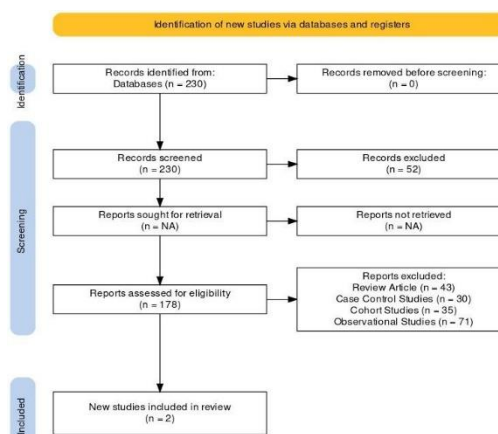 Identification of new studies via databases and registers
Identification
Records identified from:
Databases (n = 230)
Records removed before screening:
(n = 0)
Screening
Records screened
(n = 230)
Records excluded
(n = 52)
Reports sought for retrieval
(n = NA)
Reports not retrieved
(n = NA)
Reports assessed for eligibility
(n = 178)
Reports excluded:
Review Article (n = 43)
Case Control Studies (n = 30)
Cohort Studies (n = 35)
Observational Studies (n = 71)
Included
New studies included in review
(n = 2)